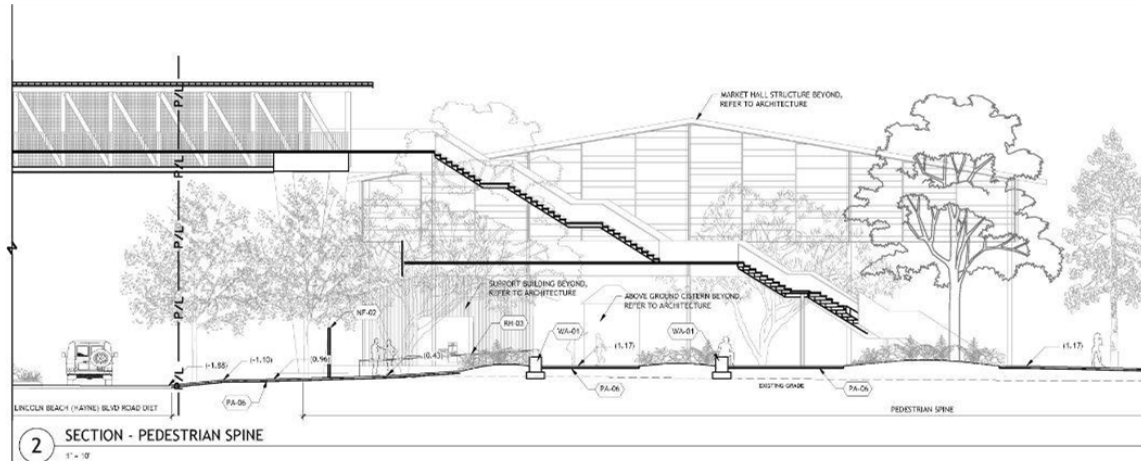 MARKET HALL STRUCTURE BEYOND,
REFER TO ARCHITECTURE
P/L
P/L
P/L
P/L
P/L
SUPPORT BUILDING BEYOND,
REFER TO ARCHITECTURE
ABOVE GROUND CISTERN BEYOND,
REFER TO ARCHITECTURE
NF-02
RH-03
WA-01
WA-01
(-1.88)
(-1.10)
(0.96)
(0.43)
(1.17)
(1.17)
PA-06
PA-06
PA-06
EXISTING GRADE
LINCOLN BEACH (HAYNE) BLVD ROAD DIET
PEDESTRIAN SPINE
2
SECTION - PEDESTRIAN SPINE
1" = 10'